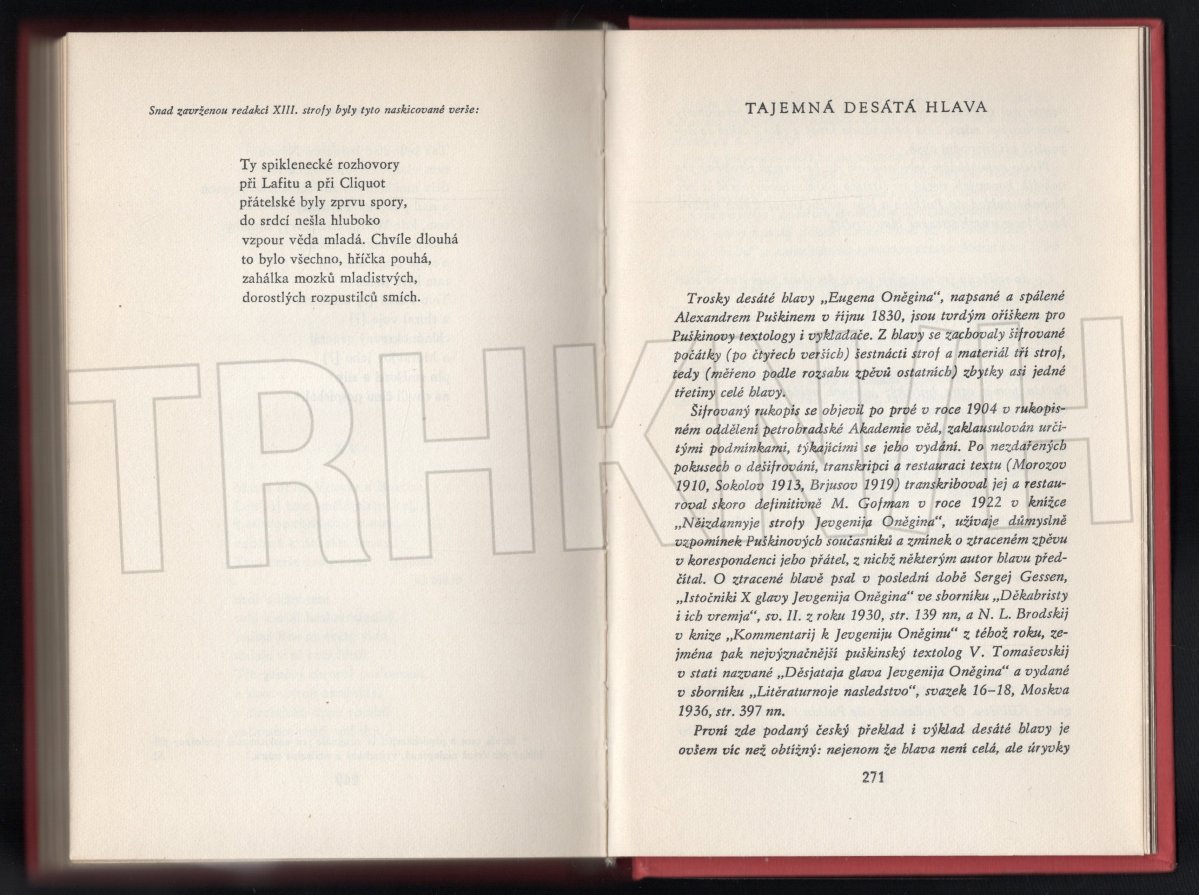 Snad zavrženou redakcí XIII. strofy byly tyto naskicované verše:
Ty spiklenecké rozhovory
při Lafitu a při Cliquot
přátelské byly zprvu spory,
do srdcí nešla hluboko
vzpour věda mladá. Chvíle dlouhá
to bylo všechno, hříčka pouhá,
zahálka mozků mladistvých,
dorostlých rozpustilců smích.
TAJEMNÁ DESÁTÁ HLAVA
Trosky desáté hlavy „Eugena Oněgina“, napsané a spálené
Alexandrem Puškinem v říjnu 1830, jsou tvrdým oříškem pro
Puškinovy textology i vykladače. Z hlavy se zachovaly šifrované
počátky (po čtyřech verších) šestnácti strof a materiál tří strof,
tedy (měřeno podle rozsahu zpěvů ostatních) zbytky asi jedné
třetiny celé hlavy.
Šifrovaný rukopis se objevil po prvé v roce 1904 v rukopis-
ném oddělení petrohradské Akademie věd, zaklausulován urči-
tými podmínkami, týkajícími se jeho vydání. Po nezdařených
pokusech o dešifrování, transkripci a restauraci textu (Morozov
1910, Sokolov 1913, Brjusov 1919) transkriboval jej a restau-
roval skoro definitivně M. Gofman v roce 1922 v knížce
„Něizdannyje strofy Jevgenija Oněgina“, užívaje důmyslně
vzpomínek Puškinových současníků a zmínek o ztraceném zpěvu
v korespondenci jeho přátel, z nichž některým autor hlavu před-
čítal. O ztracené hlavě psal v poslední době Sergej Gessen,
„Istočniki X glavy Jevgenija Oněgina“ ve sborníku „Děkabristy
i ich vremja“, sv. II. z roku 1930, str. 139 nn, a N. L. Brodskij
v knize „Kommentarij k Jevgeniju Oněginu“ z téhož roku, ze-
jména pak nejvýznačnější puškinský textolog V. Tomaševskij
v stati nazvané „Děsjataja glava Jevgenija Oněgina“ a vydané
v sborníku „Litěraturnoje nasledstvo“, svazek 16–18, Moskva
1936, str. 397 nn.
První zde podaný český překlad i výklad desáté hlavy je
ovšem víc než obtížný: nejenom že hlava není celá, ale úryvky
271
TRHKNIH